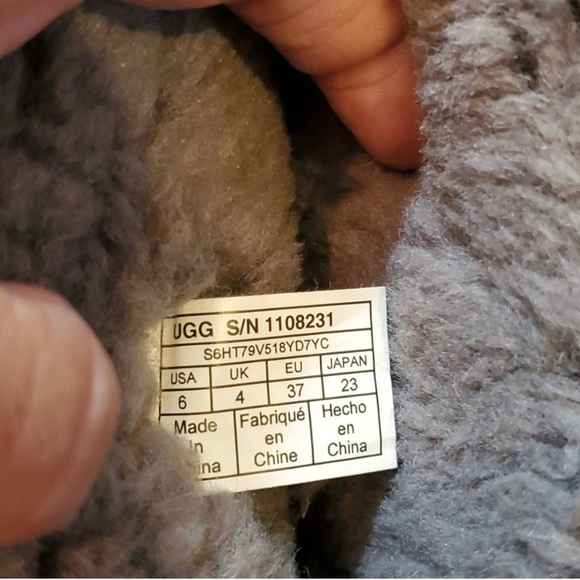 UGG S/N 1108231
S6HT79V518YD7YC
USA UK EU JAPAN
6 4 37 23
Made Fabriqué Hecho
en en
Chine China